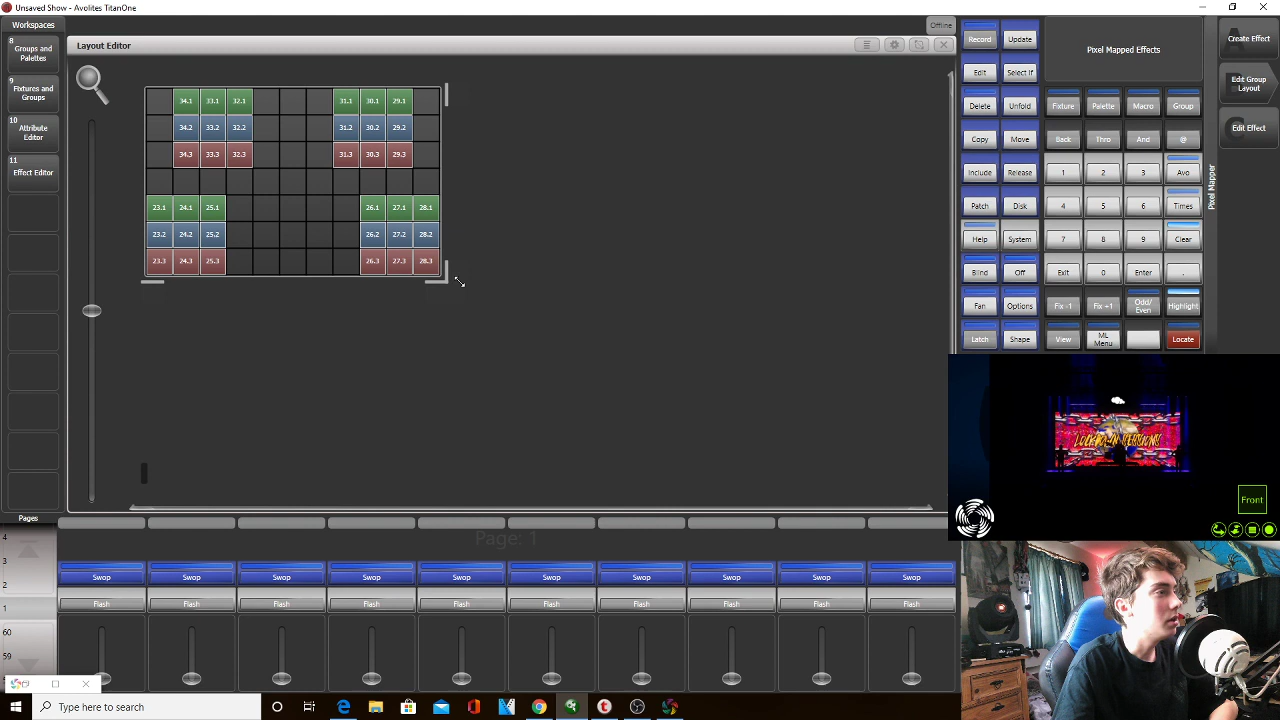 Unsaved Show - Avolites TitanOne
Workspaces
Offline
8
Groups and
Palettes
9
Fixtures and
Groups
10
Attribute
Editor
11
Effect Editor
Layout Editor
34.1 33.1 32.1 31.1 30.1 29.1
34.2 33.2 32.2 31.2 30.2 29.2
34.3 33.3 32.3 31.3 30.3 29.3
23.1 24.1 25.1 26.1 27.1 28.1
23.2 24.2 25.2 26.2 27.2 28.2
23.3 24.3 25.3 26.3 27.3 28.3
Record Update
Edit Select If
Delete Unfold
Copy Move
Include Release
Patch Disk
Help System
Blind Off
Fan Options
Latch Shape
Pixel Mapped Effects
Fixture Palette Macro Group
Back Thro And @
1 2 3 Avo
4 5 6 Times
7 8 9 Clear
Exit 0 Enter .
Fix -1 Fix +1 Odd/
Even Highlight
View ML
Menu Locate
Pixel Mapper
Create Effect
Edit Group
Layout
Edit Effect
LOCKDOWN SESSIONS
Front
Pages
4
3
2
1
60
59
Page: 1
Swop Swop Swop Swop Swop Swop Swop Swop Swop Swop
Flash Flash Flash Flash Flash Flash Flash Flash Flash Flash
Type here to search